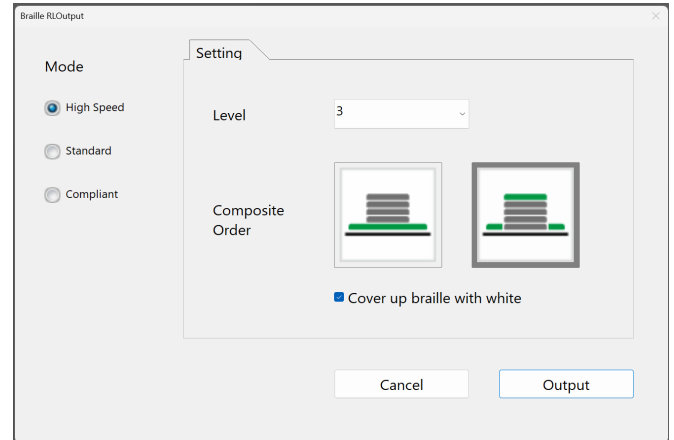 Braille RLOutput
Mode
High Speed
Standard
Compliant
Setting
Level
3
Composite
Order
Cover up braille with white
Cancel
Output